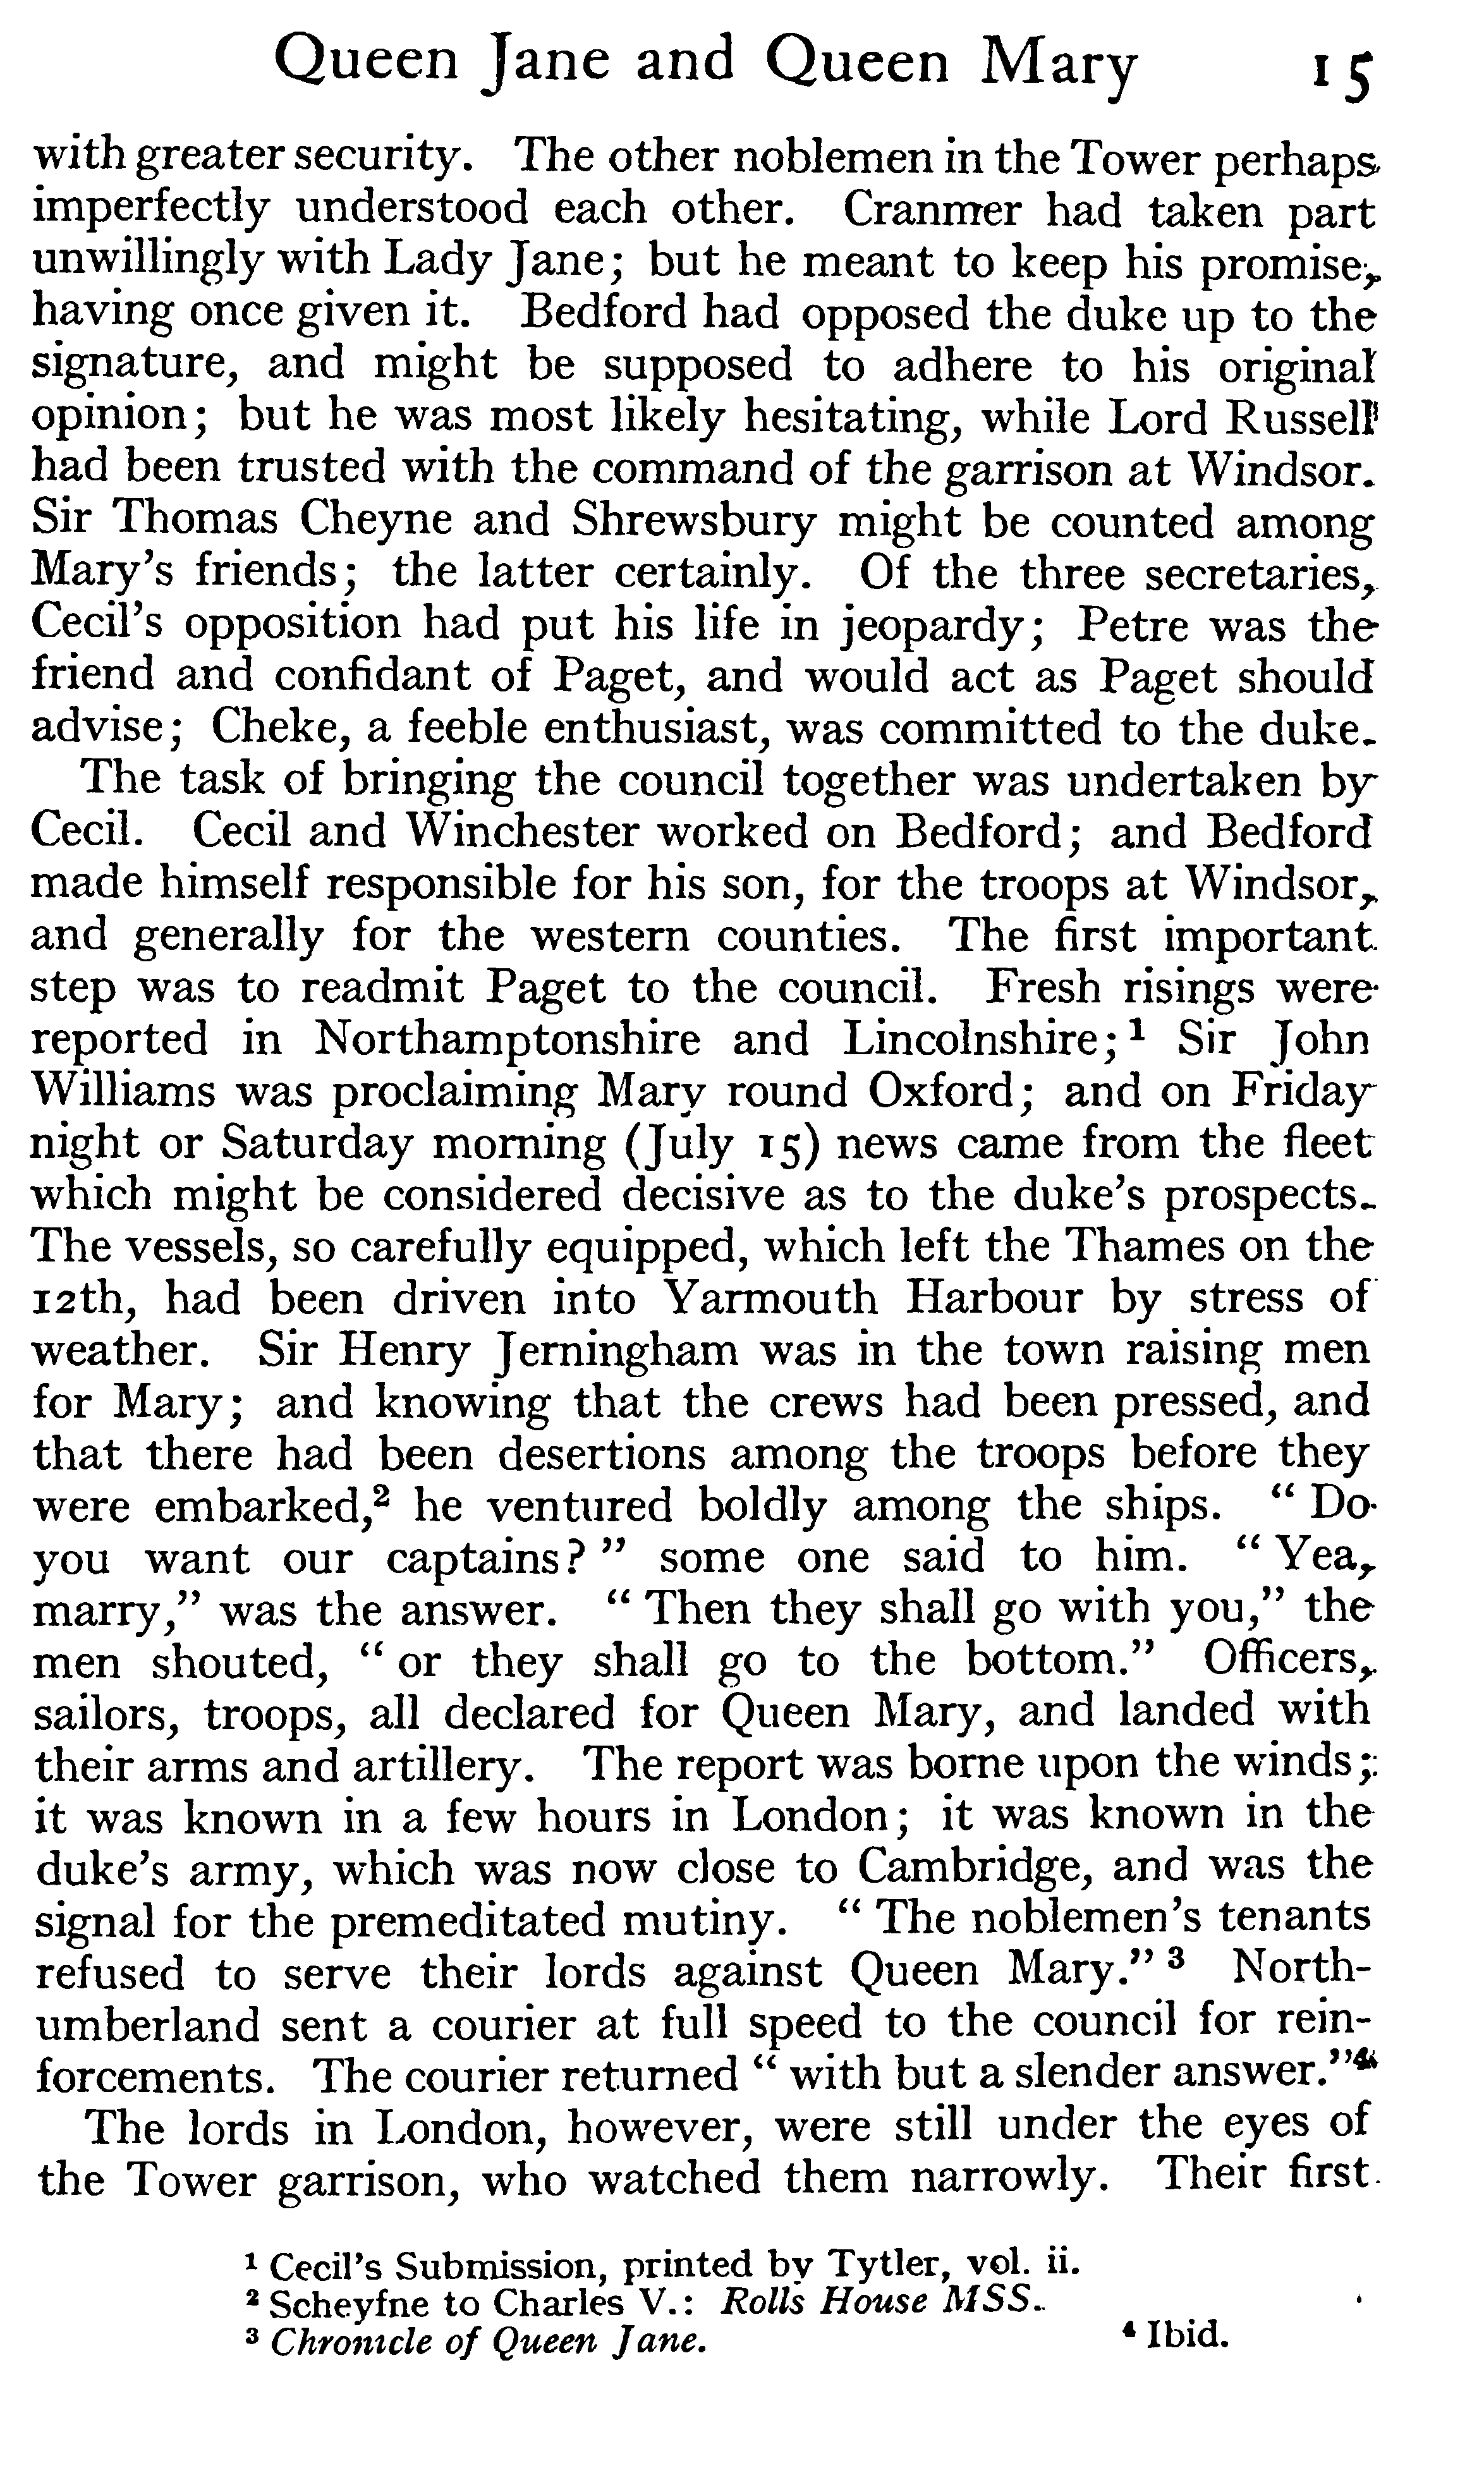 Queen Jane and Queen Mary 15
with greater security. The other noblemen in the Tower perhaps
imperfectly understood each other. Cranmer had taken part
unwillingly with Lady Jane; but he meant to keep his promise,
having once given it. Bedford had opposed the duke up to the
signature, and might be supposed to adhere to his original
opinion; but he was most likely hesitating, while Lord Russell
had been trusted with the command of the garrison at Windsor.
Sir Thomas Cheyne and Shrewsbury might be counted among
Mary's friends; the latter certainly. Of the three secretaries,
Cecil's opposition had put his life in jeopardy; Petre was the
friend and confidant of Paget, and would act as Paget should
advise; Cheke, a feeble enthusiast, was committed to the duke.
The task of bringing the council together was undertaken by
Cecil. Cecil and Winchester worked on Bedford; and Bedford
made himself responsible for his son, for the troops at Windsor,
and generally for the western counties. The first important
step was to readmit Paget to the council. Fresh risings were
reported in Northamptonshire and Lincolnshire;¹ Sir John
Williams was proclaiming Mary round Oxford; and on Friday
night or Saturday morning (July 15) news came from the fleet
which might be considered decisive as to the duke's prospects.
The vessels, so carefully equipped, which left the Thames on the
12th, had been driven into Yarmouth Harbour by stress of
weather. Sir Henry Jerningham was in the town raising men
for Mary; and knowing that the crews had been pressed, and
that there had been desertions among the troops before they
were embarked,² he ventured boldly among the ships. "Do
you want our captains?" some one said to him. "Yea,
marry," was the answer. "Then they shall go with you," the
men shouted, "or they shall go to the bottom." Officers,
sailors, troops, all declared for Queen Mary, and landed with
their arms and artillery. The report was borne upon the winds;
it was known in a few hours in London; it was known in the
duke's army, which was now close to Cambridge, and was the
signal for the premeditated mutiny. "The noblemen's tenants
refused to serve their lords against Queen Mary."³ North-
umberland sent a courier at full speed to the council for rein-
forcements. The courier returned "with but a slender answer."⁴
The lords in London, however, were still under the eyes of
the Tower garrison, who watched them narrowly. Their first
¹ Cecil's Submission, printed by Tytler, vol. ii.
² Scheyfne to Charles V.: Rolls House MSS.
³ Chronicle of Queen Jane. ⁴ Ibid.